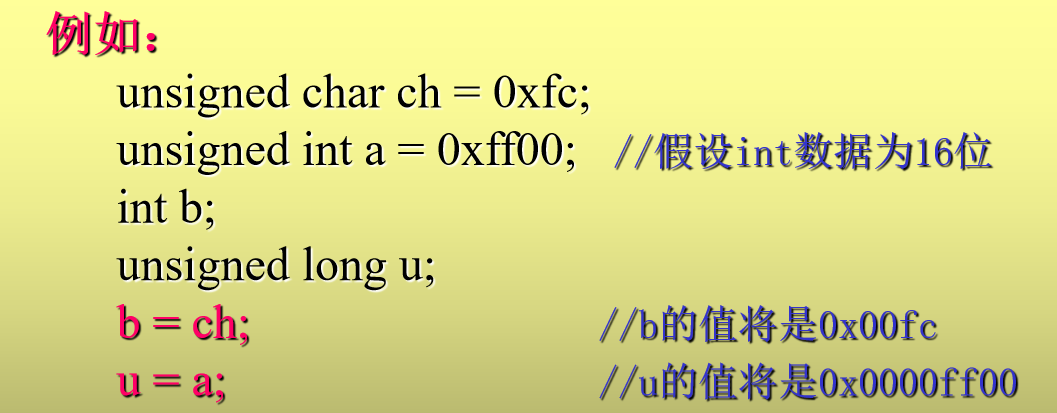 例如：
unsigned char ch = 0xfc;
unsigned int a = 0xff00; //假设int数据为16位
int b;
unsigned long u;
b = ch; //b的值将是0x00fc
u = a; //u的值将是0x0000ff00